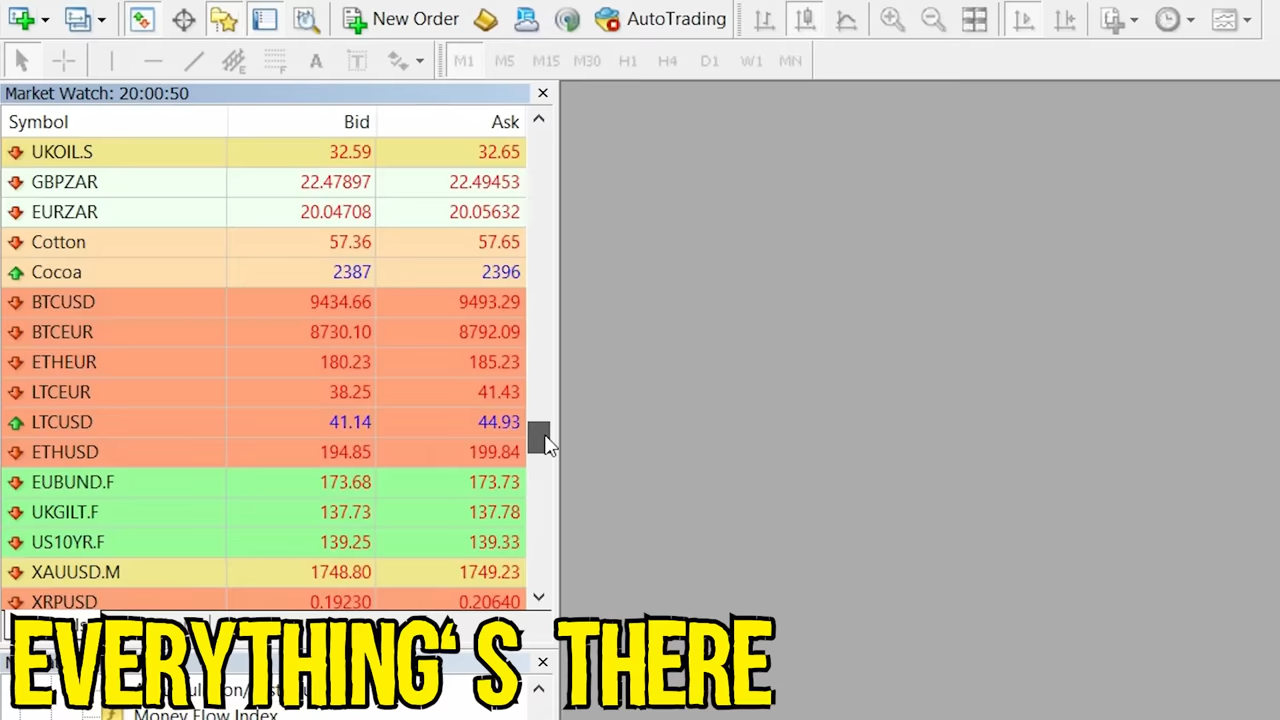 New Order AutoTrading
A T M1 M5 M15 M30 H1 H4 D1 W1 MN
Market Watch: 20:00:50
Symbol Bid Ask
UKOIL.S 32.59 32.65
GBPZAR 22.47897 22.49453
EURZAR 20.04708 20.05632
Cotton 57.36 57.65
Cocoa 2387 2396
BTCUSD 9434.66 9493.29
BTCEUR 8730.10 8792.09
ETHEUR 180.23 185.23
LTCEUR 38.25 41.43
LTCUSD 41.14 44.93
ETHUSD 194.85 199.84
EUBUND.F 173.68 173.73
UKGILT.F 137.73 137.78
US10YR.F 139.25 139.33
XAUUSD.M 1748.80 1749.23
XRPUSD 0.19230 0.20640
EVERYTHING'S THERE
Money Flow Index